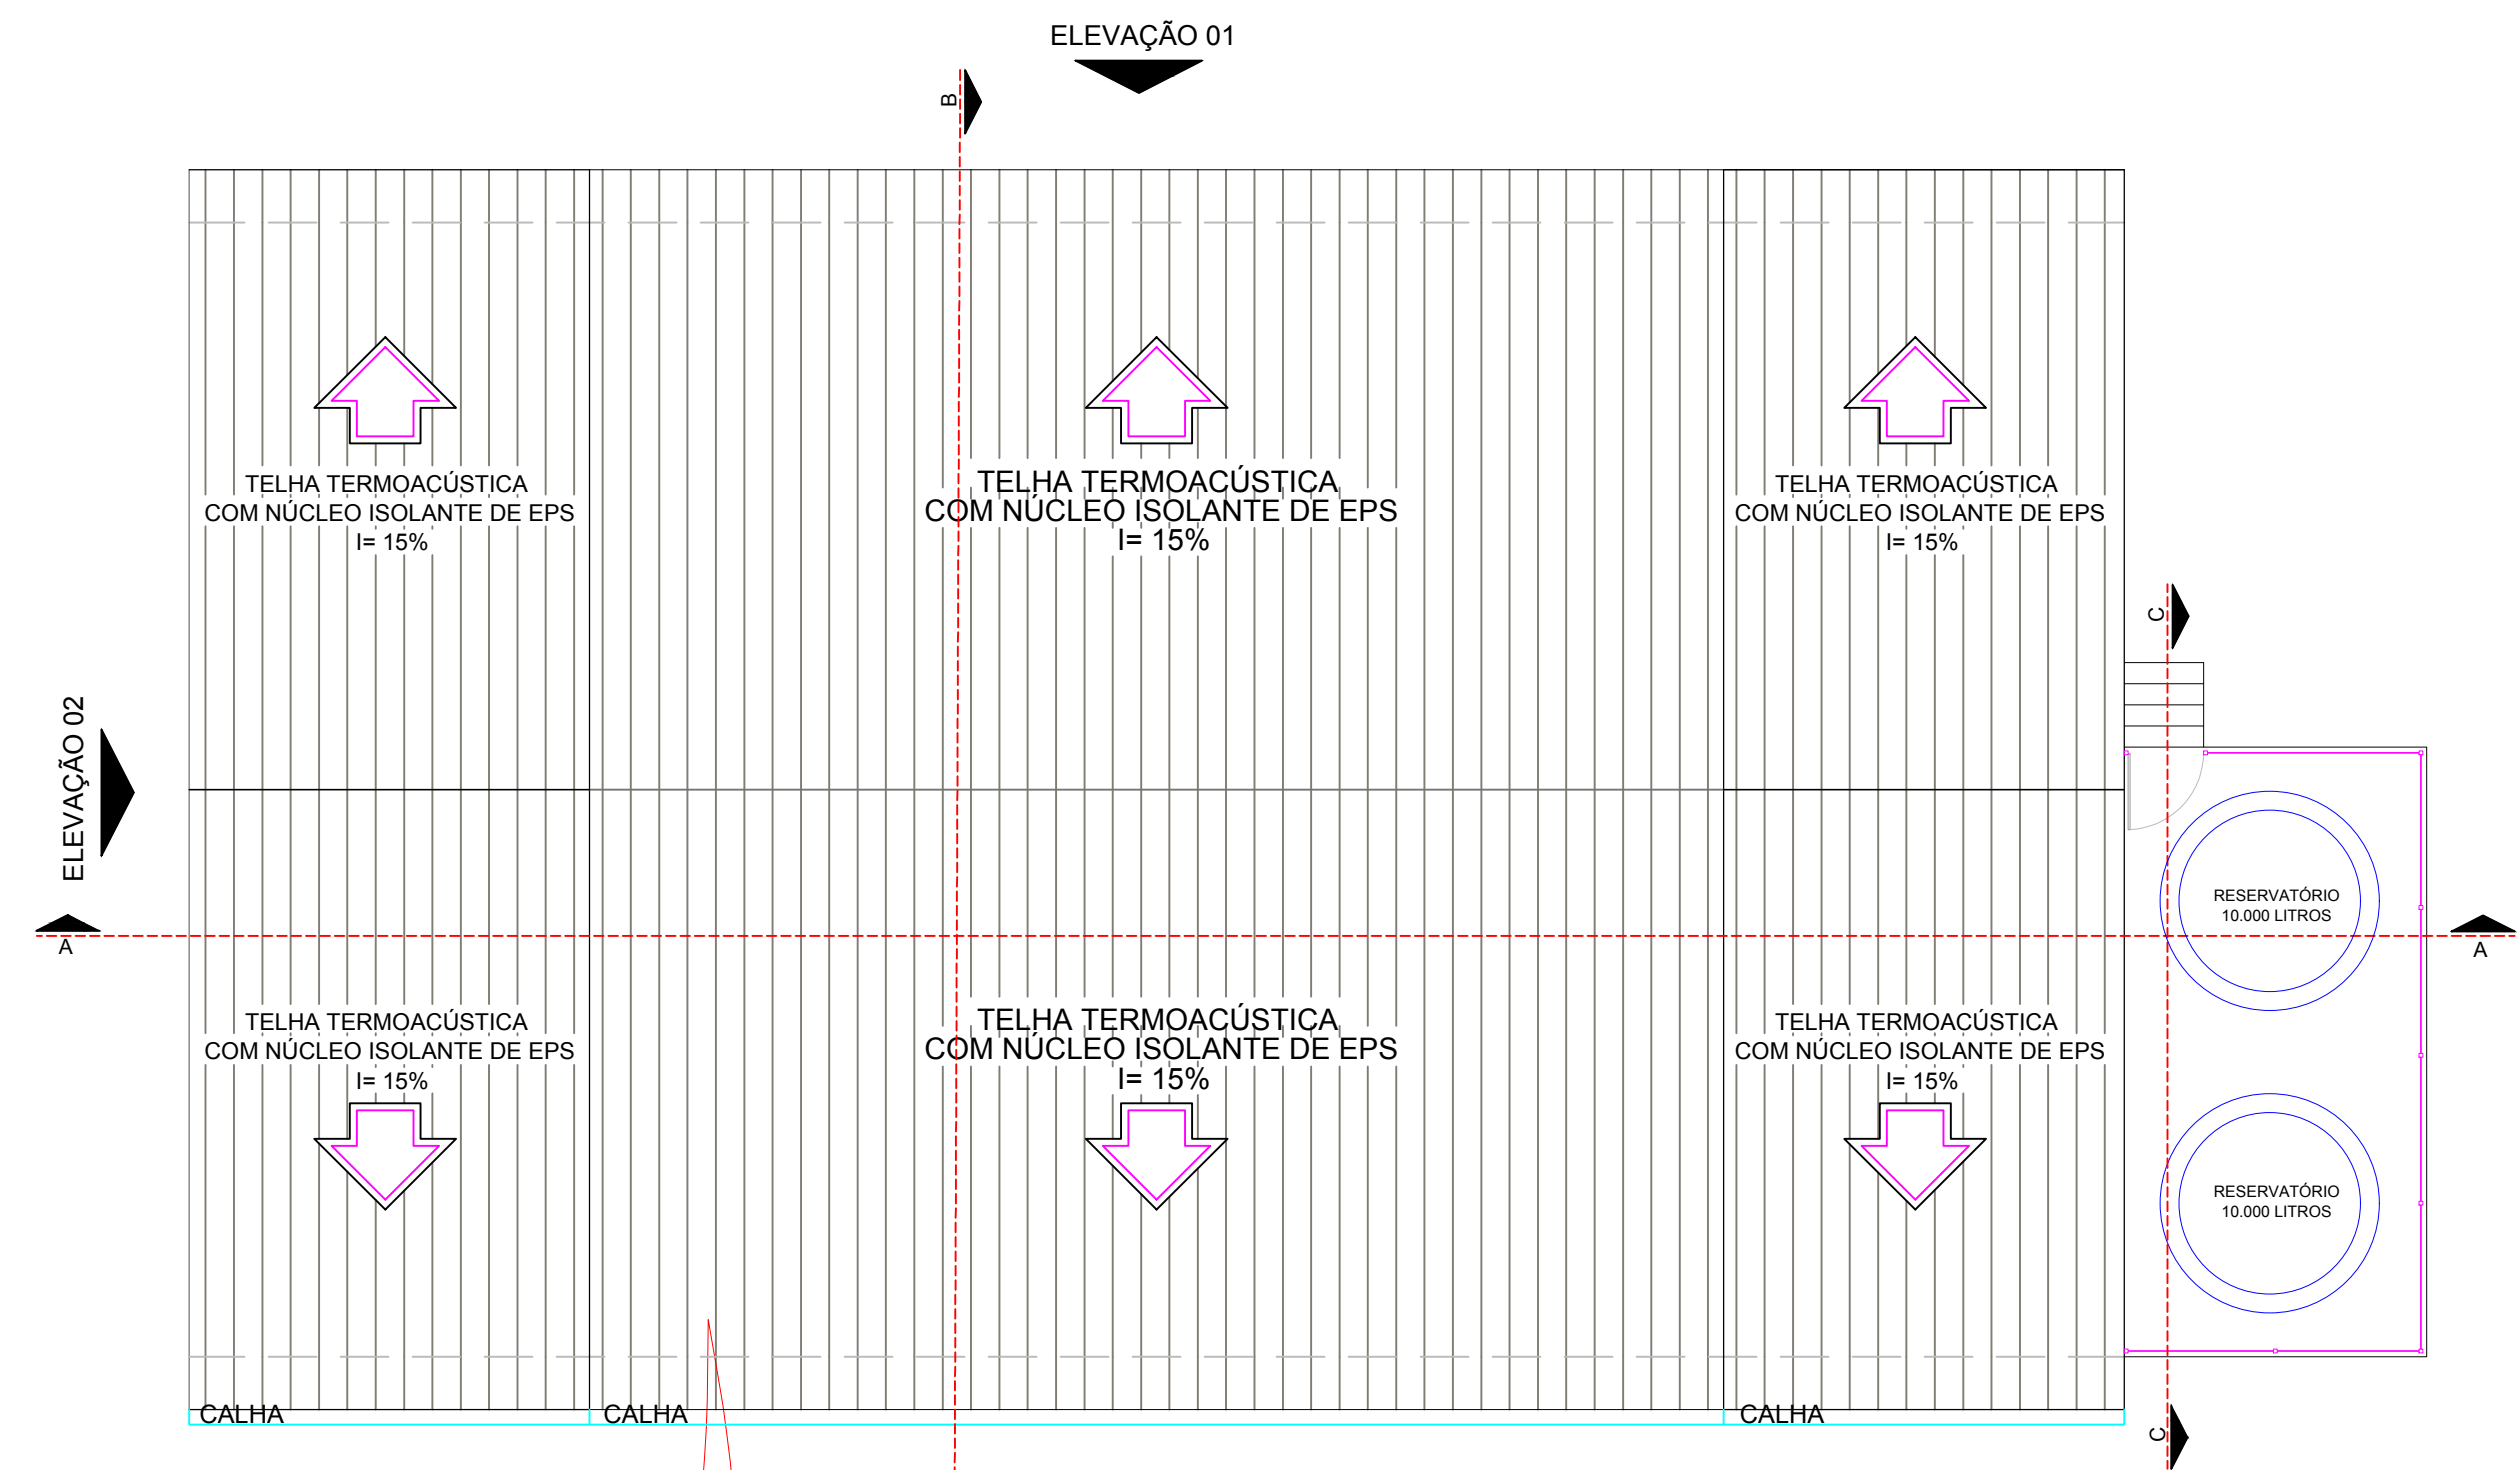 ELEVAÇÃO 01
B
TELHA TERMOACÚSTICA
COM NÚCLEO ISOLANTE DE EPS
I= 15%
TELHA TERMOACÚSTICA
COM NÚCLEO ISOLANTE DE EPS
I= 15%
TELHA TERMOACÚSTICA
COM NÚCLEO ISOLANTE DE EPS
I= 15%
C
ELEVAÇÃO 02
RESERVATÓRIO
10.000 LITROS
A
A
TELHA TERMOACÚSTICA
COM NÚCLEO ISOLANTE DE EPS
I= 15%
TELHA TERMOACÚSTICA
COM NÚCLEO ISOLANTE DE EPS
I= 15%
TELHA TERMOACÚSTICA
COM NÚCLEO ISOLANTE DE EPS
I= 15%
RESERVATÓRIO
10.000 LITROS
CALHA
CALHA
CALHA
C